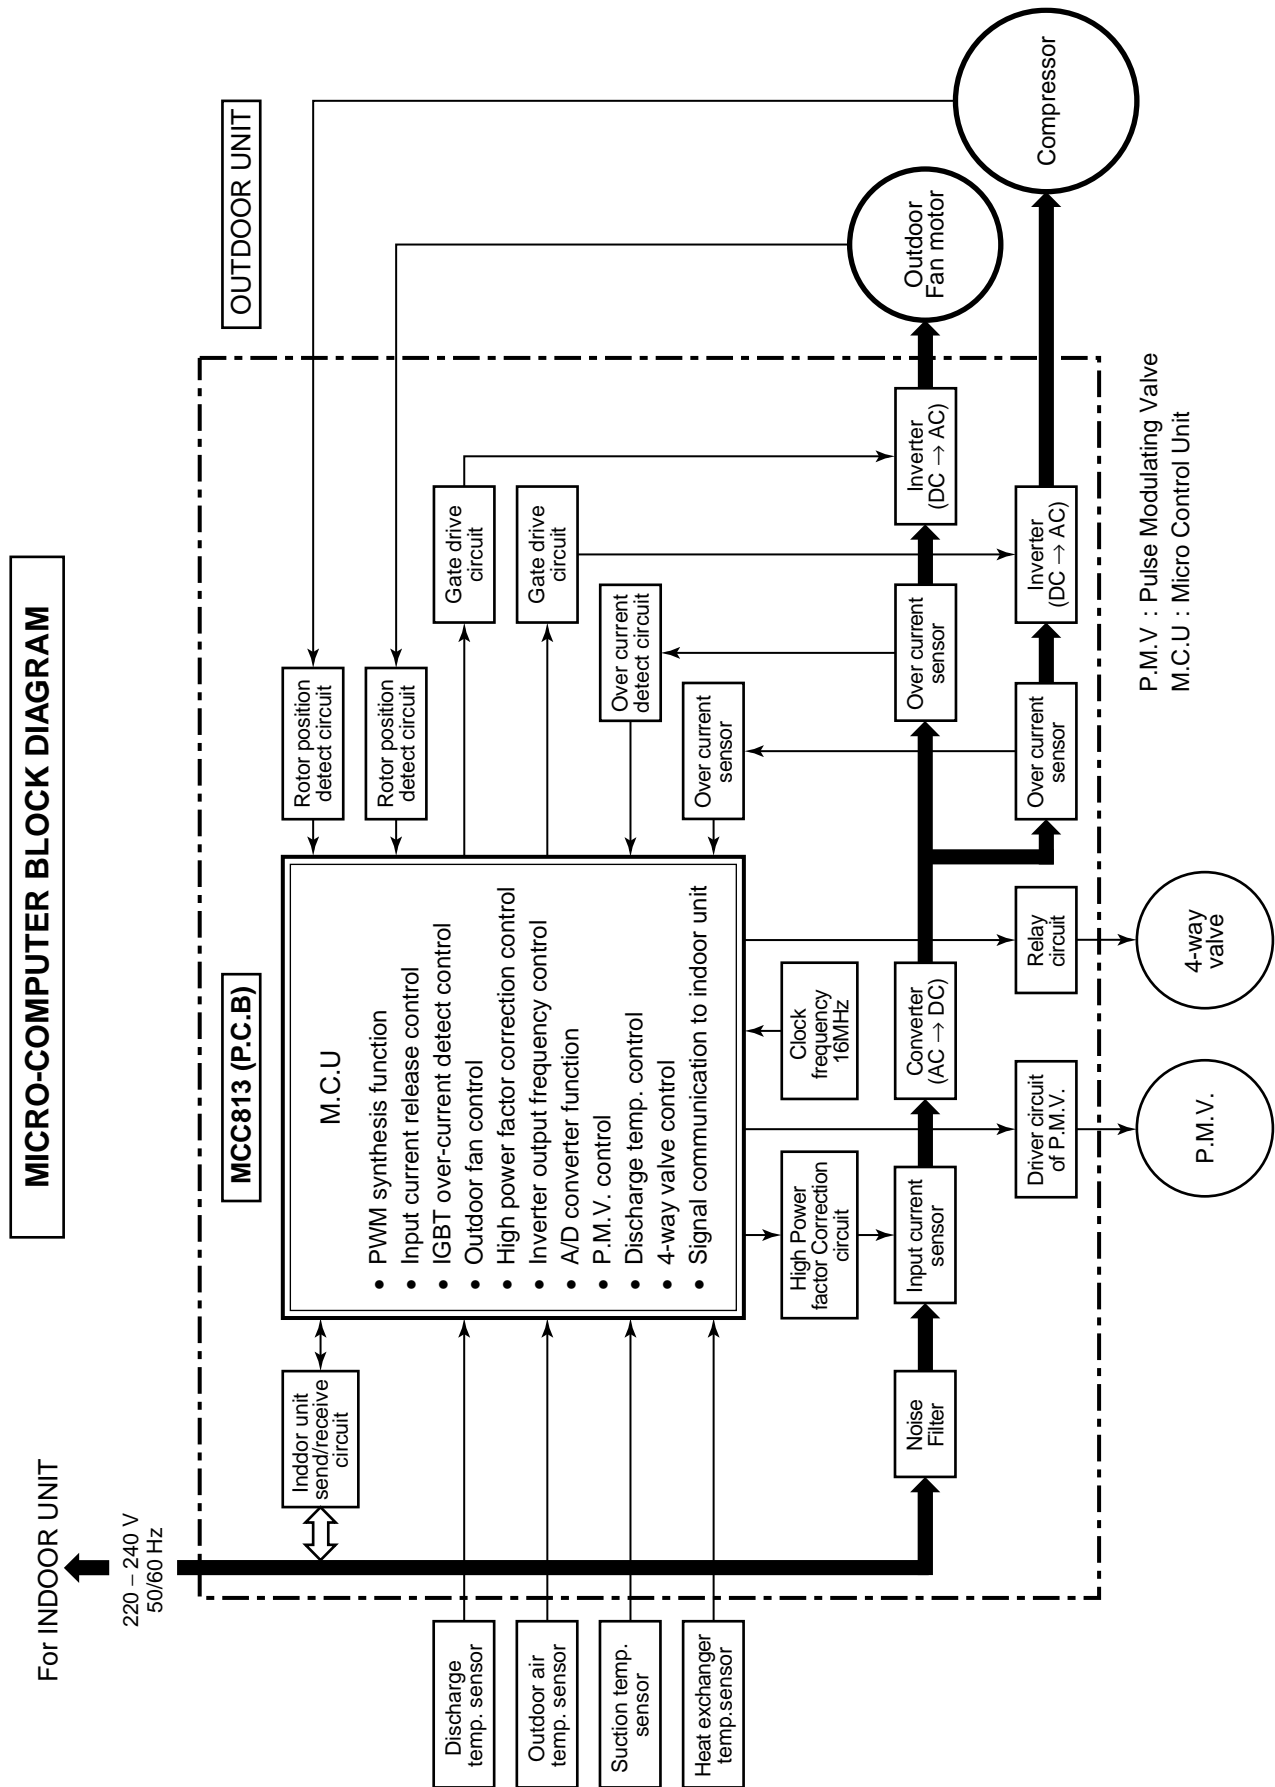 MICRO-COMPUTER BLOCK DIAGRAM
For INDOOR UNIT
220 – 240 V
50/60 Hz
MCC813 (P.C.B)
OUTDOOR UNIT
Inddor unit
send/receive
circuit
M.C.U
• PWM synthesis function
• Input current release control
• IGBT over-current detect control
• Outdoor fan control
• High power factor correction control
• Inverter output frequency control
• A/D converter function
• P.M.V. control
• Discharge temp. control
• 4-way valve control
• Signal communication to indoor unit
Rotor position
detect circuit
Rotor position
detect circuit
Gate drive
circuit
Gate drive
circuit
Over current
detect circuit
Over current
sensor
Discharge
temp. sensor
Outdoor air
temp. sensor
Suction temp.
sensor
Heat exchanger
temp.sensor
High Power
factor Correction
circuit
Clock
frequency
16MHz
Noise
Filter
Input current
sensor
Converter
(AC → DC)
Over current
sensor
Inverter
(DC → AC)
Outdoor
Fan motor
Driver circuit
of P.M.V.
Relay
circuit
Over current
sensor
Inverter
(DC → AC)
Compressor
P.M.V.
4-way
valve
P.M.V : Pulse Modulating Valve
M.C.U : Micro Control Unit